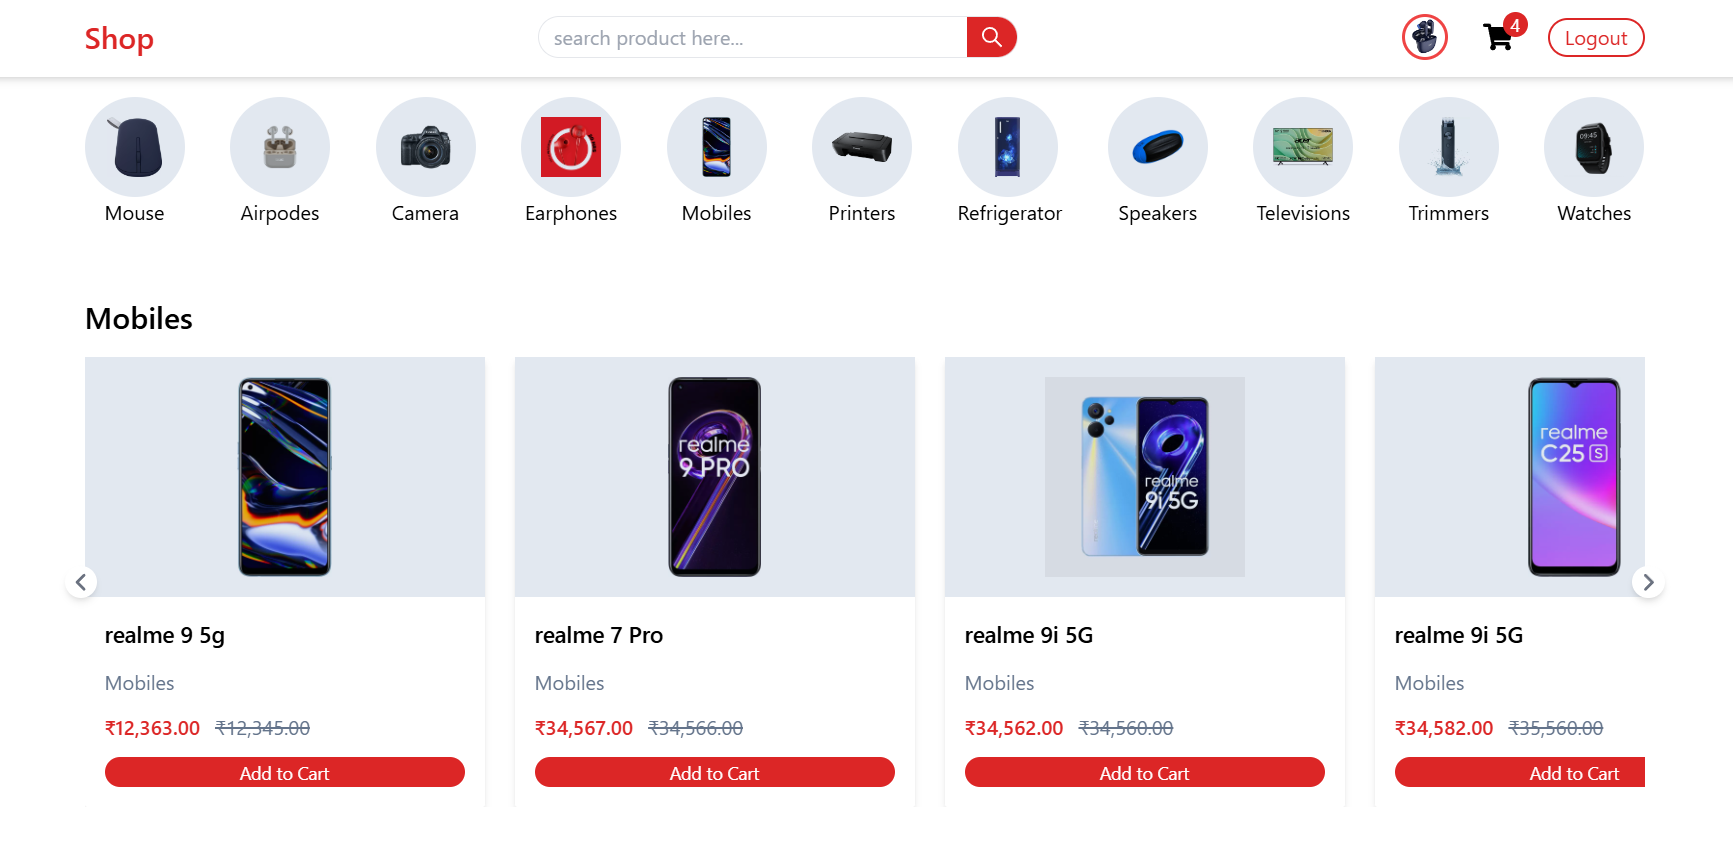 Shop
search product here...
4
Logout
09:45
acer
Mouse
Airpodes
Camera
Earphones
Mobiles
Printers
Refrigerator
Speakers
Televisions
Trimmers
Watches
Mobiles
realme
9 PRO
realme
9i 5G
realme
C25 S
realme 9 5g
realme 7 Pro
realme 9i 5G
realme 9i 5G
Mobiles
Mobiles
Mobiles
Mobiles
₹12,363.00 ₹12,345.00
₹34,567.00 ₹34,566.00
₹34,562.00 ₹34,560.00
₹34,582.00 ₹35,560.00
Add to Cart
Add to Cart
Add to Cart
Add to Cart